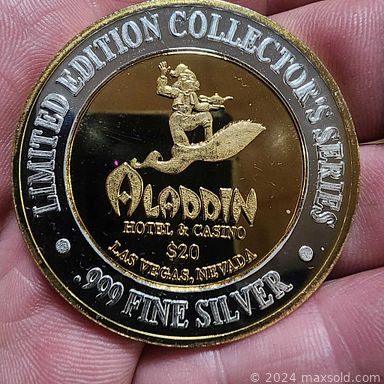 LIMITED EDITION COLLECTOR'S SERIES
ALADDIN
HOTEL & CASINO
$20
LAS VEGAS, NEVADA
.999 FINE SILVER
© 2024 maxsold.com